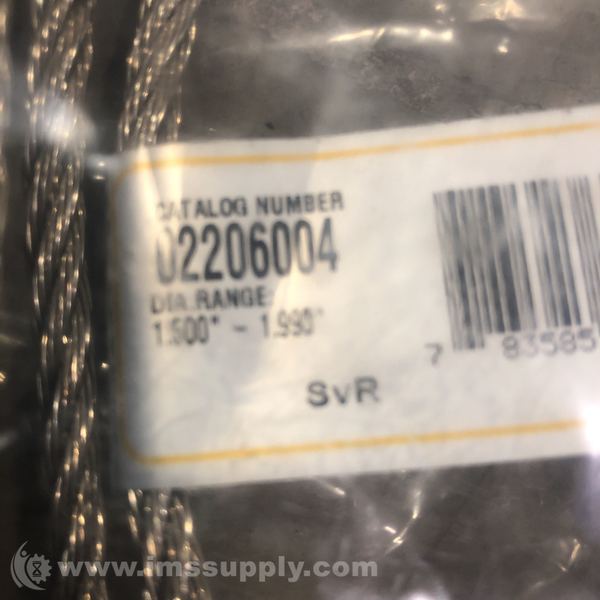 CATALOG NUMBER
02206004
DIA. RANGE
1.500" ~ 1.990"
7 83585
SvR
www.imssupply.com